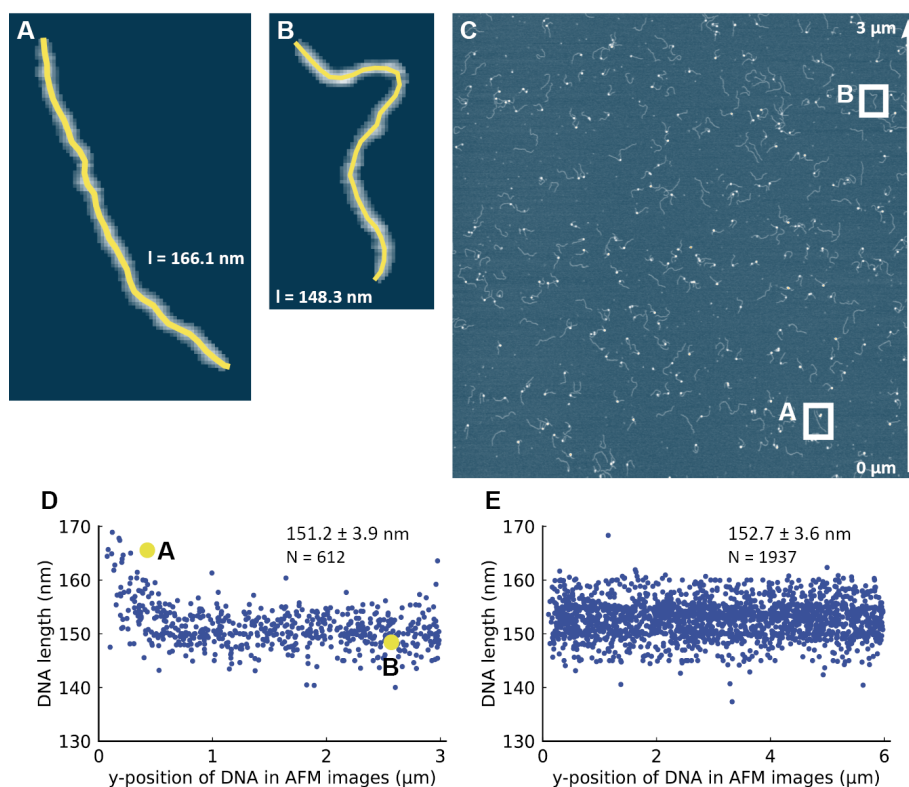 A
l = 166.1 nm
B
l = 148.3 nm
C
3 µm
B
A
0 µm
D
170
160
150
140
130
DNA length (nm)
151.2 ± 3.9 nm
N = 612
A
B
0 1 2 3
y-position of DNA in AFM images (µm)
E
170
160
150
140
130
DNA length (nm)
152.7 ± 3.6 nm
N = 1937
0 2 4 6
y-position of DNA in AFM images (µm)